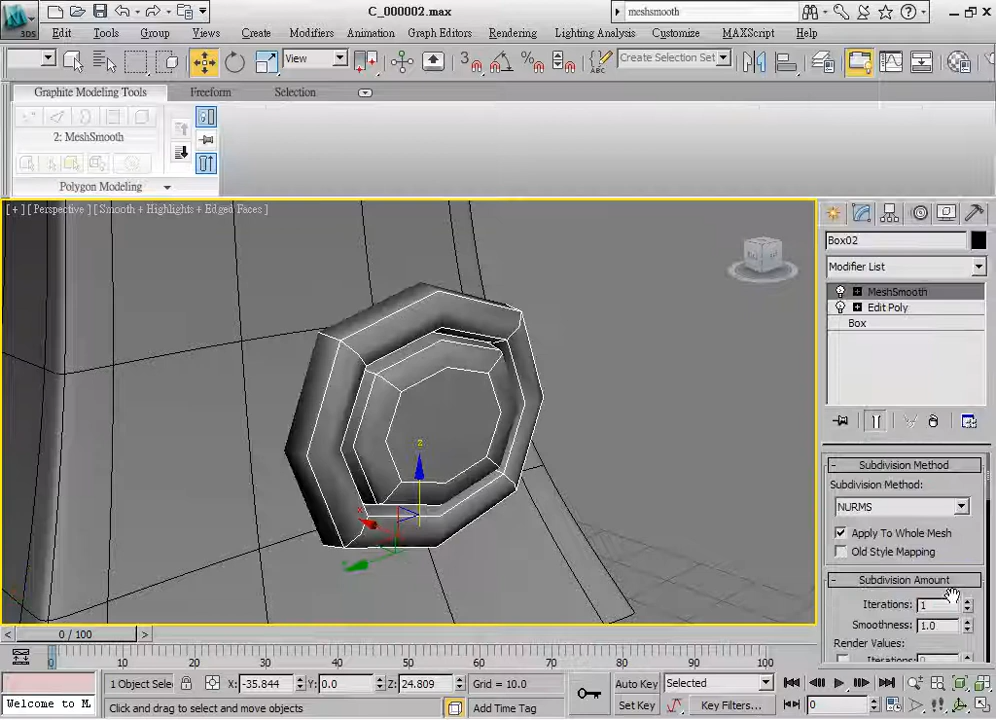 C_000002.max
meshsmooth
3DS
Edit Tools Group Views Create Modifiers Animation Graph Editors Rendering Lighting Analysis Customize MAXScript Help
View
3
%
Create Selection Set
Graphite Modeling Tools Freeform Selection
2: MeshSmooth
Polygon Modeling
[ + ] [ Perspective ] [ Smooth + Highlights + Edged Faces ]
Box02
Modifier List
MeshSmooth
Edit Poly
Box
z
x
Subdivision Method
Subdivision Method:
NURMS
Apply To Whole Mesh
Old Style Mapping
Subdivision Amount
Iterations: 1
Smoothness: 1.0
Render Values:
Iterations: 0
< 0 / 100 >
0 10 20 30 40 50 60 70 80 90 100
1 Object Sele X: -35.844 Y: 0.0 Z: 24.809 Grid = 10.0 Auto Key Selected
Welcome to M Click and drag to select and move objects Add Time Tag Set Key Key Filters... 0